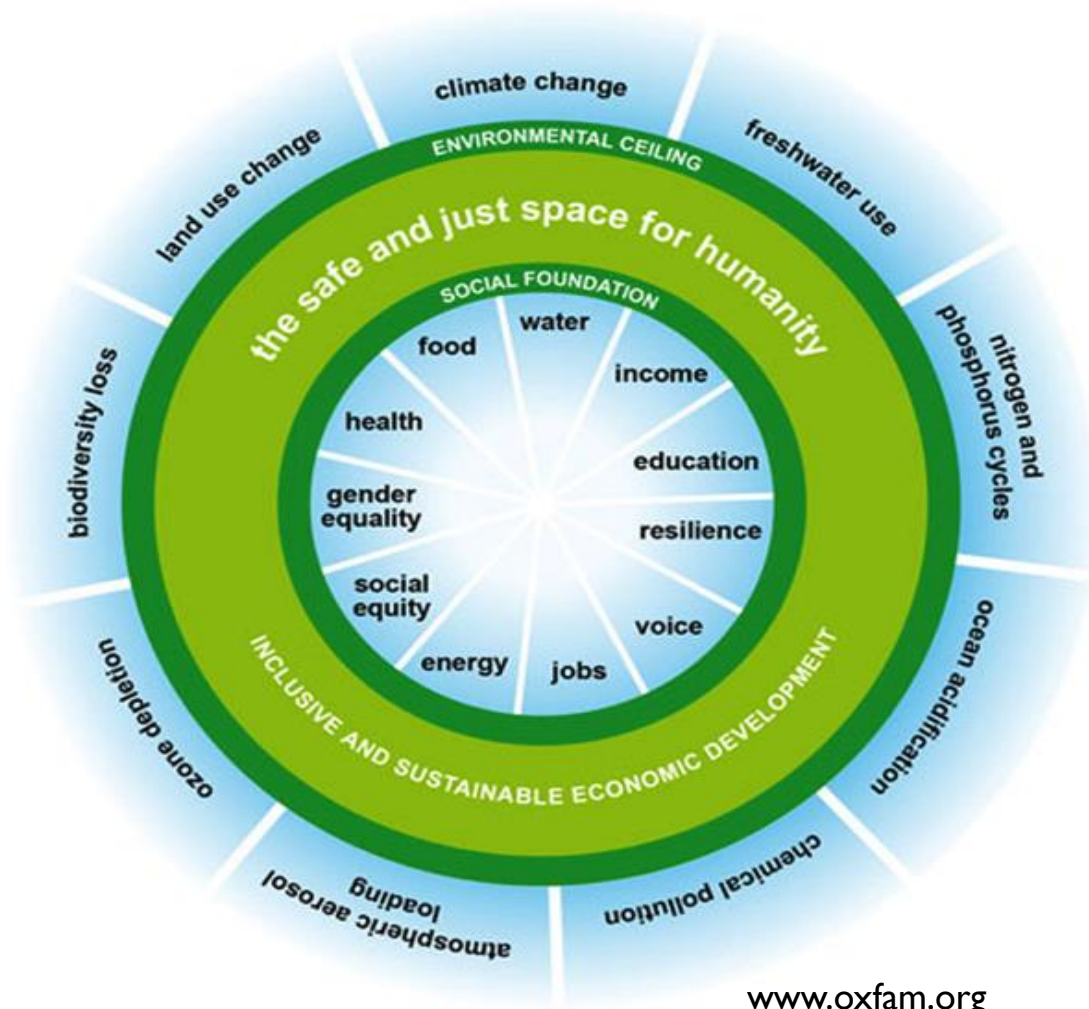 climate change
freshwater use
nitrogen and
phosphorus cycles
ocean acidification
chemical pollution
atmospheric aerosol
loading
ozone depletion
biodiversity loss
land use change
ENVIRONMENTAL CEILING
the safe and just space for humanity
SOCIAL FOUNDATION
water
income
education
resilience
voice
jobs
energy
social
equity
gender
equality
health
food
INCLUSIVE AND SUSTAINABLE ECONOMIC DEVELOPMENT
www.oxfam.org